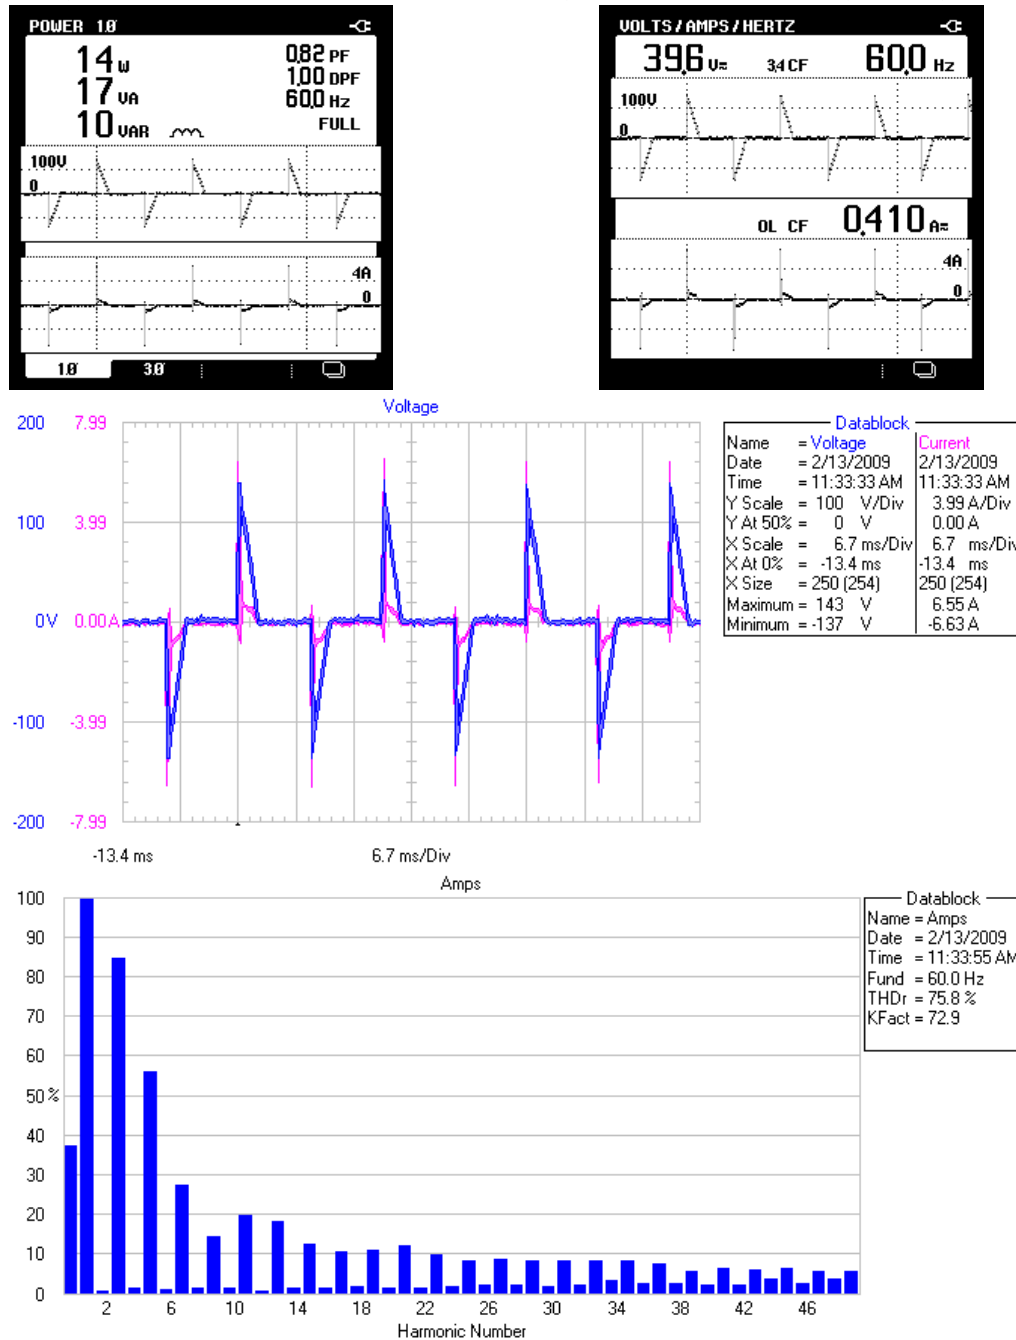 POWER 1.0
14 W
17 VA
10 VAR
0.82 PF
1.00 DPF
60.0 Hz
FULL
100V
0
4A
0
1.0
3.0
VOLTS/AMPS/HERTZ
39.6 V≂ 3.4 CF 60.0 Hz
100V
0
OL CF 0.410 A≂
4A
0
Voltage
200 7.99
100 3.99
0V 0.00A
-100 -3.99
-200 -7.99
-13.4 ms 6.7 ms/Div
Datablock
Name = Voltage Current
Date = 2/13/2009 2/13/2009
Time = 11:33:33 AM 11:33:33 AM
Y Scale = 100 V/Div 3.99 A/Div
Y At 50% = 0 V 0.00 A
X Scale = 6.7 ms/Div 6.7 ms/Div
X At 0% = -13.4 ms -13.4 ms
X Size = 250 (254) 250 (254)
Maximum = 143 V 6.55 A
Minimum = -137 V -6.63 A
Amps
100
90
80
70
60
50%
40
30
20
10
0
2 6 10 14 18 22 26 30 34 38 42 46
Harmonic Number
Datablock
Name = Amps
Date = 2/13/2009
Time = 11:33:55 AM
Fund = 60.0 Hz
THDr = 75.8 %
KFact = 72.9